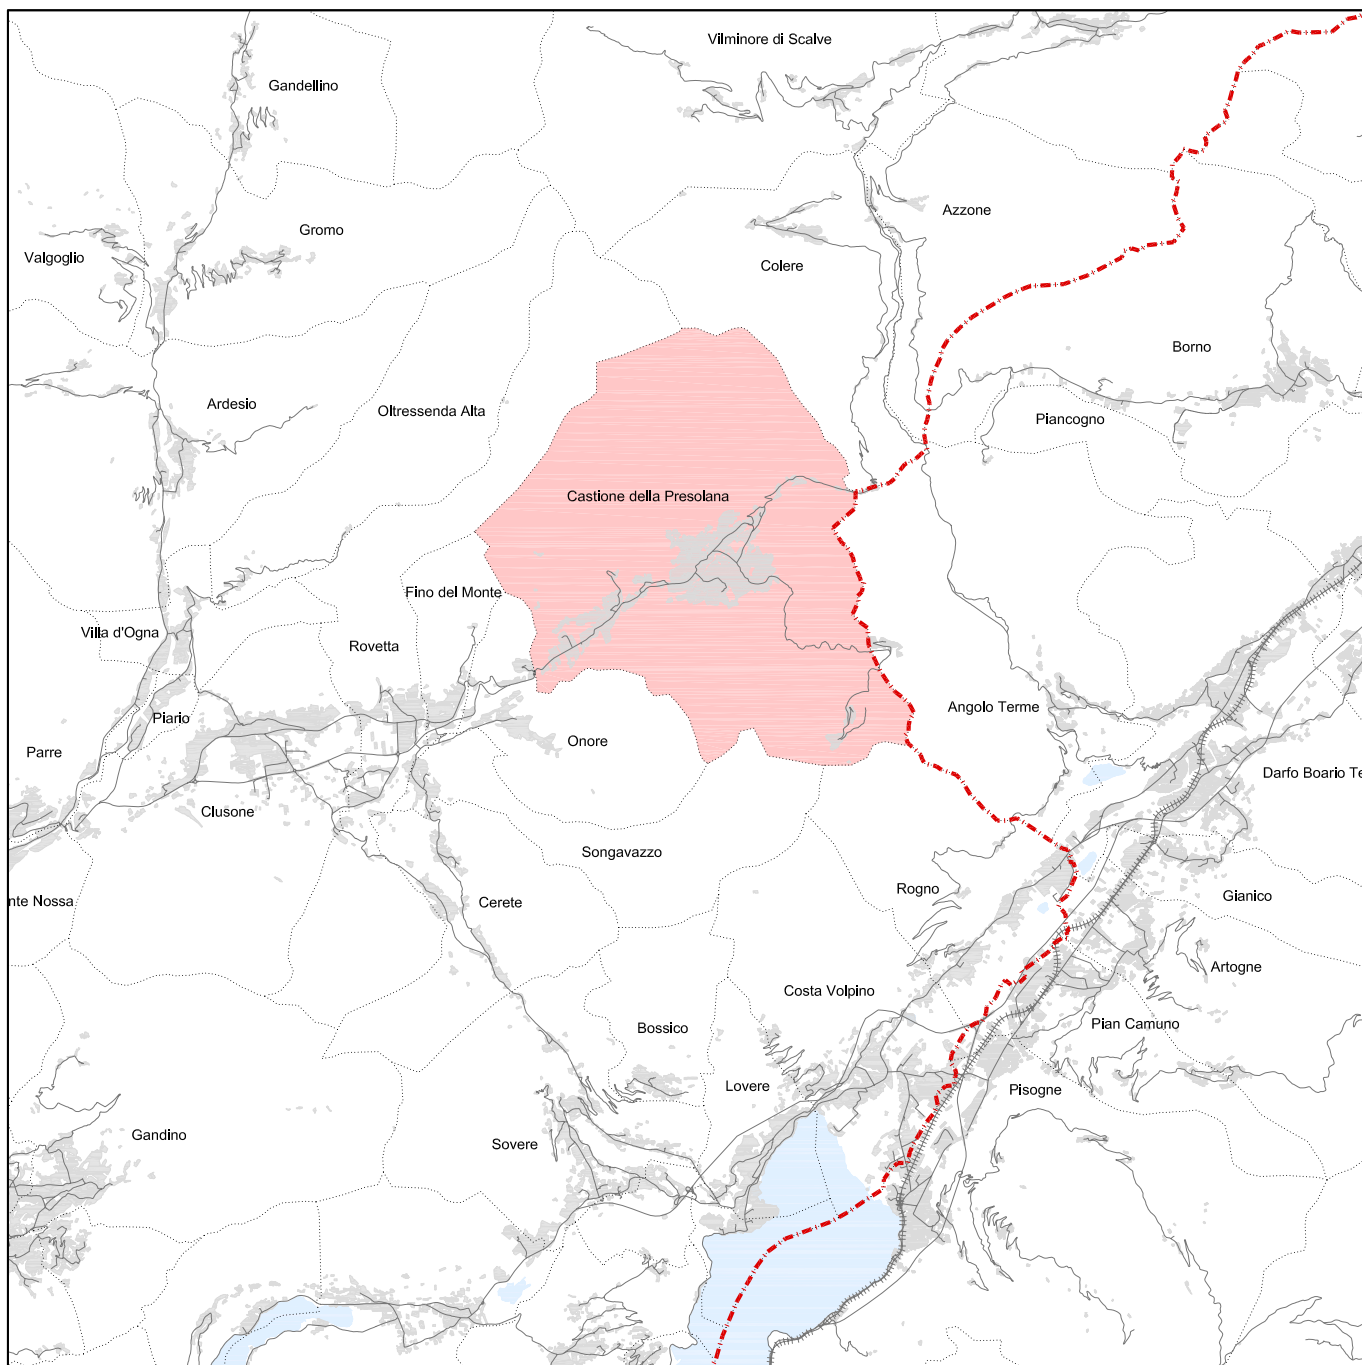 Vilminore di Scalve
Gandellino
Azzone
Gromo
Valgoglio
Colere
Borno
Ardesio
Oltressenda Alta
Piancogno
Castione della Presolana
Fino del Monte
Villa d'Ogna
Rovetta
Angolo Terme
Piario
Onore
Parre
Darfo Boario Te
Clusone
Songavazzo
Rogno
Gianico
nte Nossa
Cerete
Artogne
Costa Volpino
Pian Camuno
Bossico
Lovere
Pisogne
Gandino
Sovere